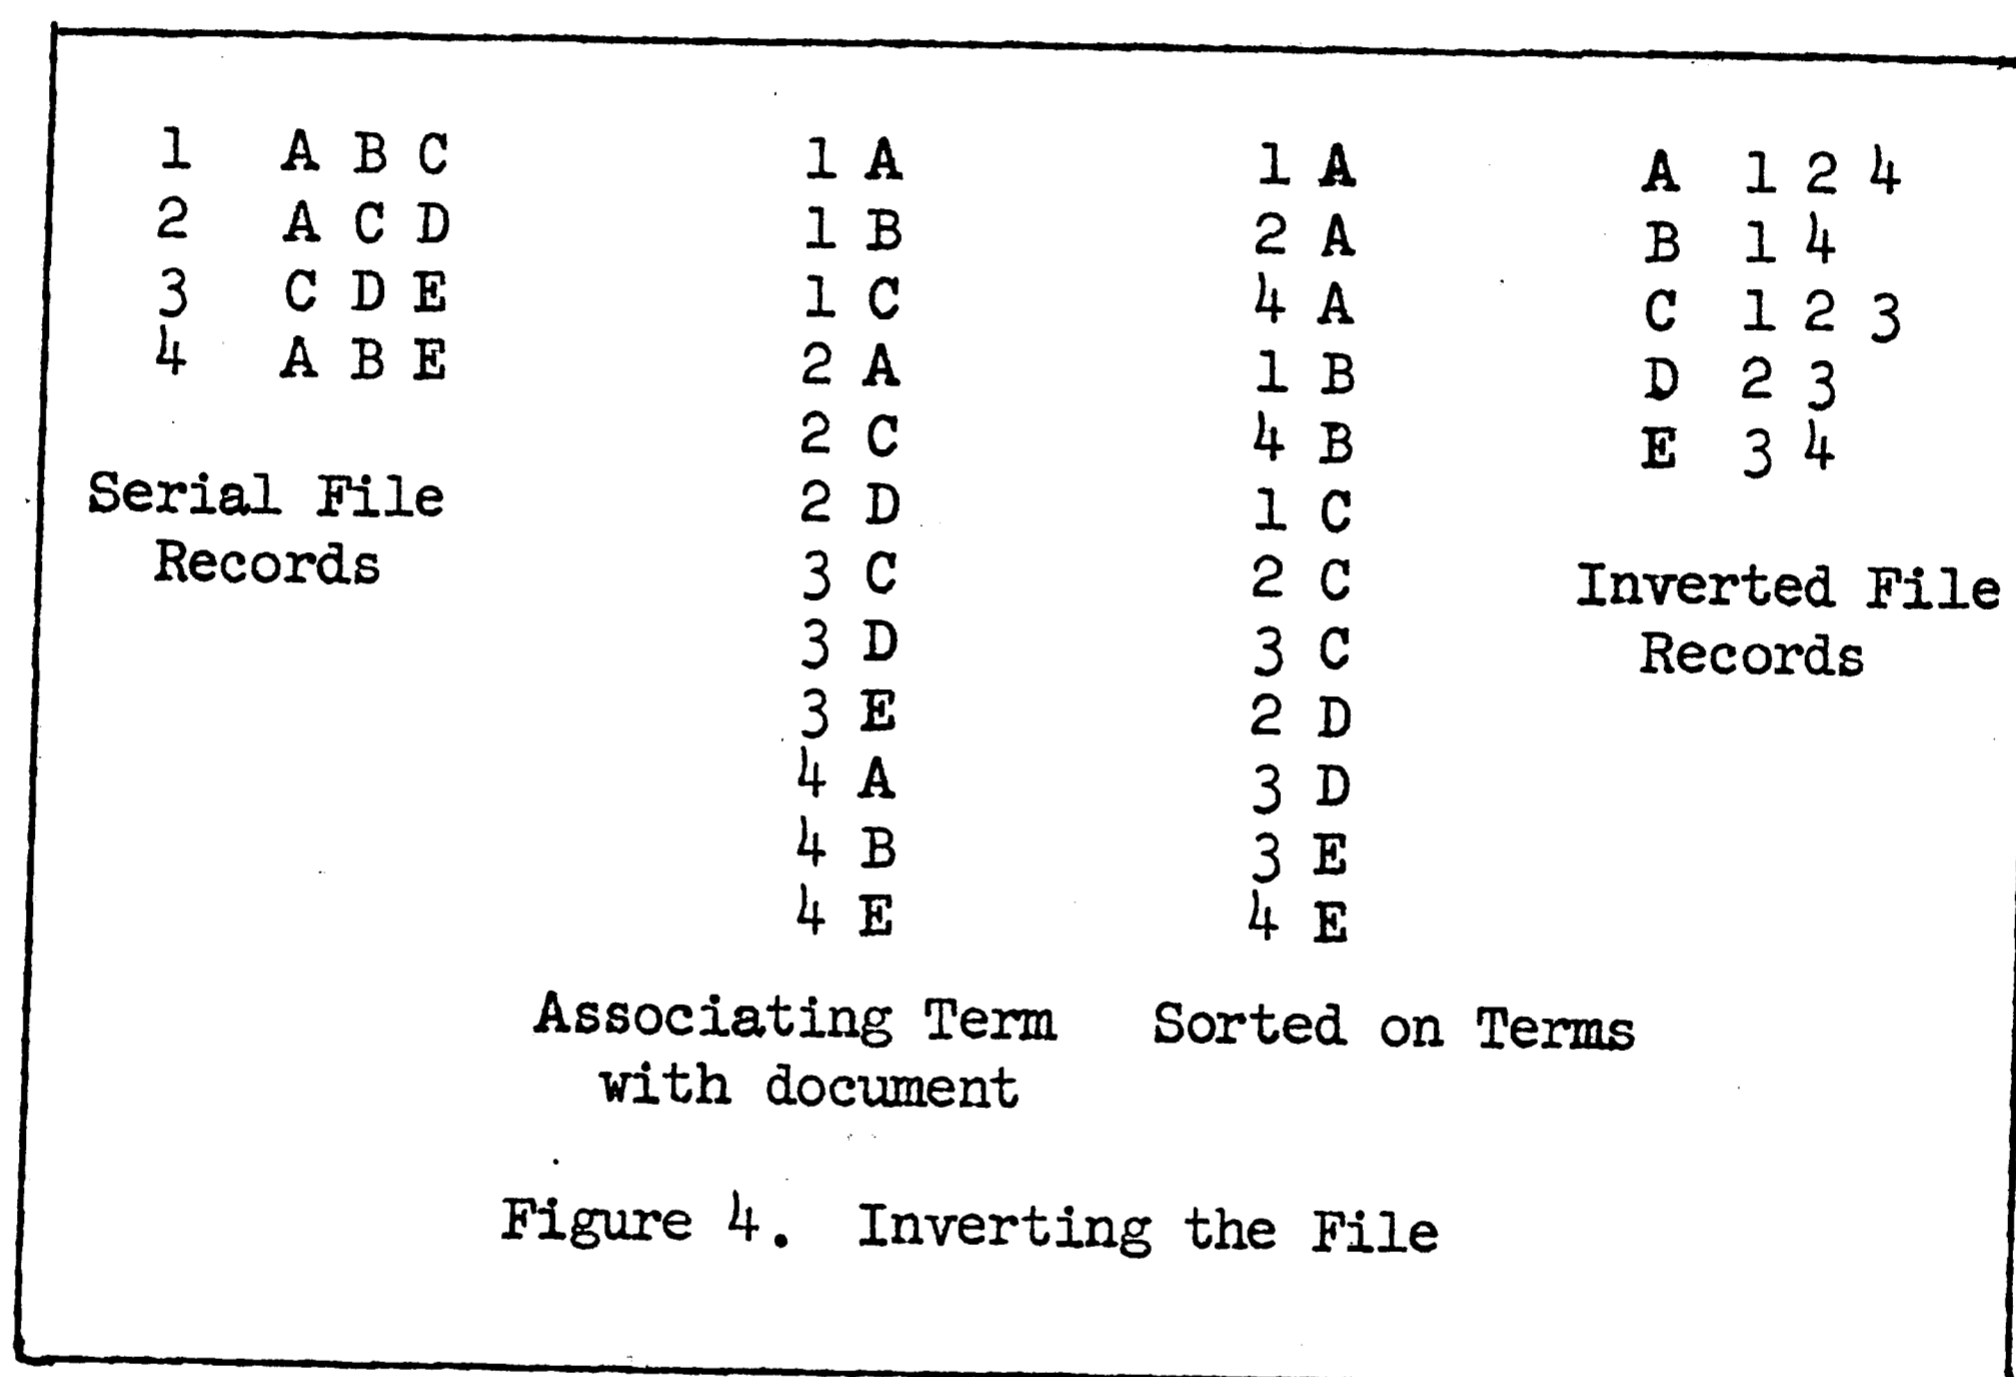 1 A B C
2 A C D
3 C D E
4 A B E
Serial File
Records
1 A
1 B
1 C
2 A
2 C
2 D
3 C
3 D
3 E
4 A
4 B
4 E
Associating Term
with document
1 A
2 A
4 A
1 B
4 B
1 C
2 C
3 C
2 D
3 D
3 E
4 E
Sorted on Terms
A 1 2 4
B 1 4
C 1 2 3
D 2 3
E 3 4
Inverted File
Records
Figure 4. Inverting the File